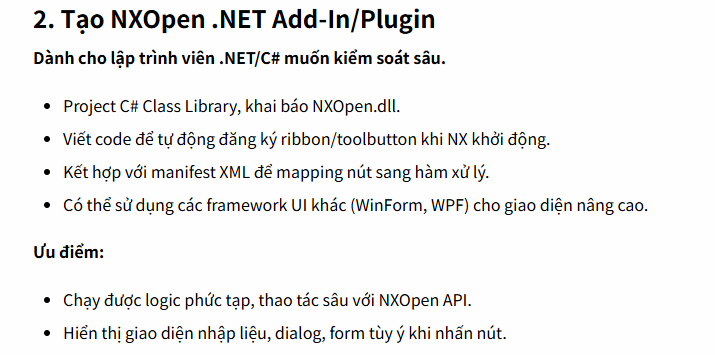 2. Tạo NXOpen .NET Add-In/Plugin
Dành cho lập trình viên .NET/C# muốn kiểm soát sâu.
• Project C# Class Library, khai báo NXOpen.dll.
• Viết code để tự động đăng ký ribbon/toolbutton khi NX khởi động.
• Kết hợp với manifest XML để mapping nút sang hàm xử lý.
• Có thể sử dụng các framework UI khác (WinForm, WPF) cho giao diện nâng cao.
Ưu điểm:
• Chạy được logic phức tạp, thao tác sâu với NXOpen API.
• Hiển thị giao diện nhập liệu, dialog, form tùy ý khi nhấn nút.